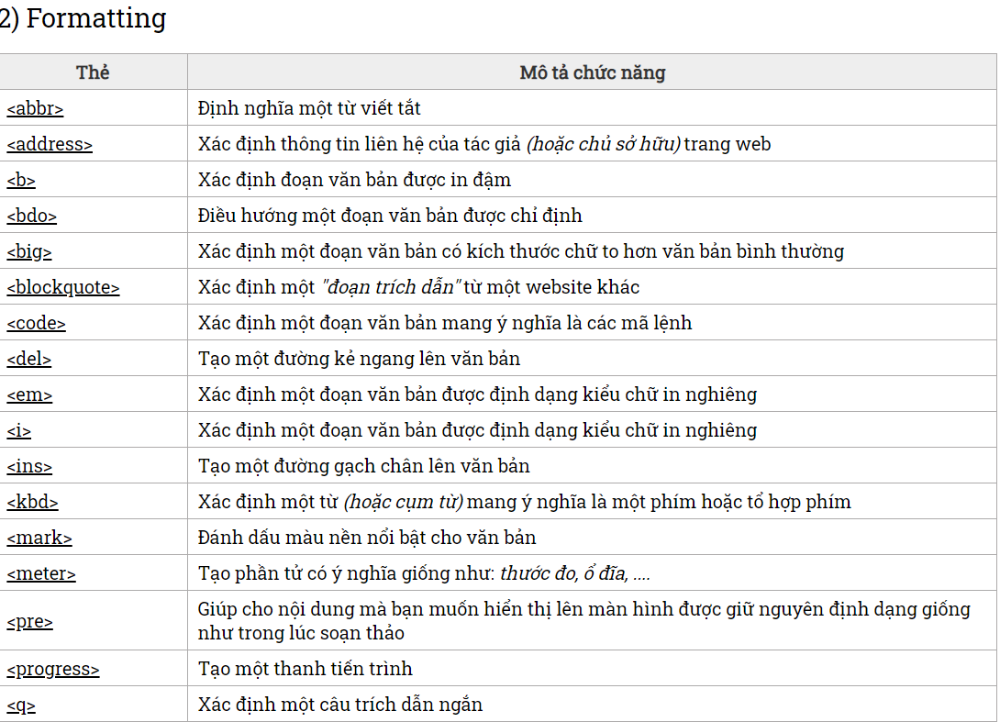 2) Formatting
Thẻ Mô tả chức năng
<abbr> Định nghĩa một từ viết tắt
<address> Xác định thông tin liên hệ của tác giả (hoặc chủ sở hữu) trang web
<b> Xác định đoạn văn bản được in đậm
<bdo> Điều hướng một đoạn văn bản được chỉ định
<big> Xác định một đoạn văn bản có kích thước chữ to hơn văn bản bình thường
<blockquote> Xác định một "đoạn trích dẫn" từ một website khác
<code> Xác định một đoạn văn bản mang ý nghĩa là các mã lệnh
<del> Tạo một đường kẻ ngang lên văn bản
<em> Xác định một đoạn văn bản được định dạng kiểu chữ in nghiêng
<i> Xác định một đoạn văn bản được định dạng kiểu chữ in nghiêng
<ins> Tạo một đường gạch chân lên văn bản
<kbd> Xác định một từ (hoặc cụm từ) mang ý nghĩa là một phím hoặc tổ hợp phím
<mark> Đánh dấu màu nền nổi bật cho văn bản
<meter> Tạo phần tử có ý nghĩa giống như: thước đo, ổ đĩa, ....
<pre> Giúp cho nội dung mà bạn muốn hiển thị lên màn hình được giữ nguyên định dạng giống
như trong lúc soạn thảo
<progress> Tạo một thanh tiến trình
<q> Xác định một câu trích dẫn ngắn